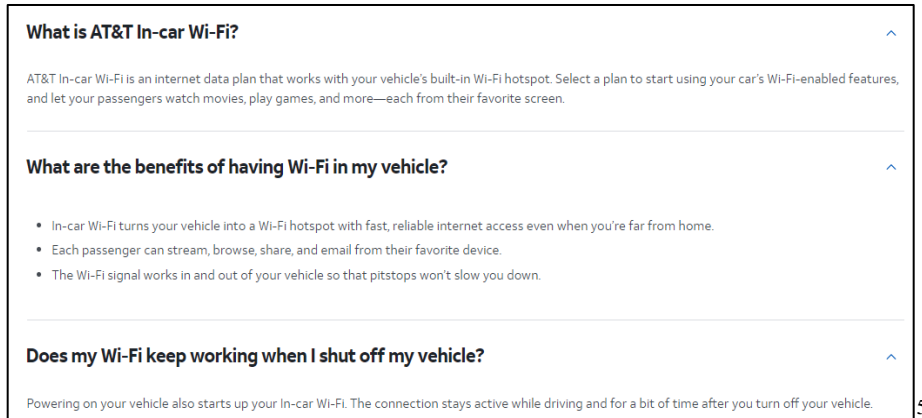 What is AT&T In-car Wi-Fi?
AT&T In-car Wi-Fi is an internet data plan that works with your vehicle's built-in Wi-Fi hotspot. Select a plan to start using your car's Wi-Fi-enabled features,
and let your passengers watch movies, play games, and more—each from their favorite screen.
What are the benefits of having Wi-Fi in my vehicle?
• In-car Wi-Fi turns your vehicle into a Wi-Fi hotspot with fast, reliable internet access even when you're far from home.
• Each passenger can stream, browse, share, and email from their favorite device.
• The Wi-Fi signal works in and out of your vehicle so that pitstops won't slow you down.
Does my Wi-Fi keep working when I shut off my vehicle?
Powering on your vehicle also starts up your In-car Wi-Fi. The connection stays active while driving and for a bit of time after you turn off your vehicle.